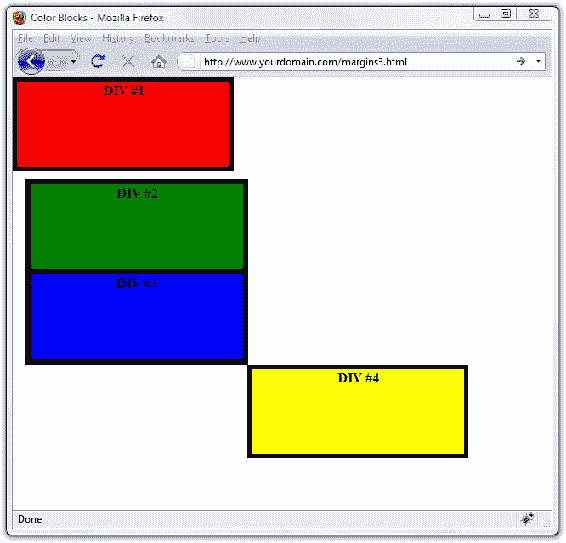 Color Blocks - Mozilla Firefox
File Edit View History Bookmarks Tools Help
http://www.yourdomain.com/margins3.html
DIV #1
DIV #2
DIV #3
DIV #4
Done